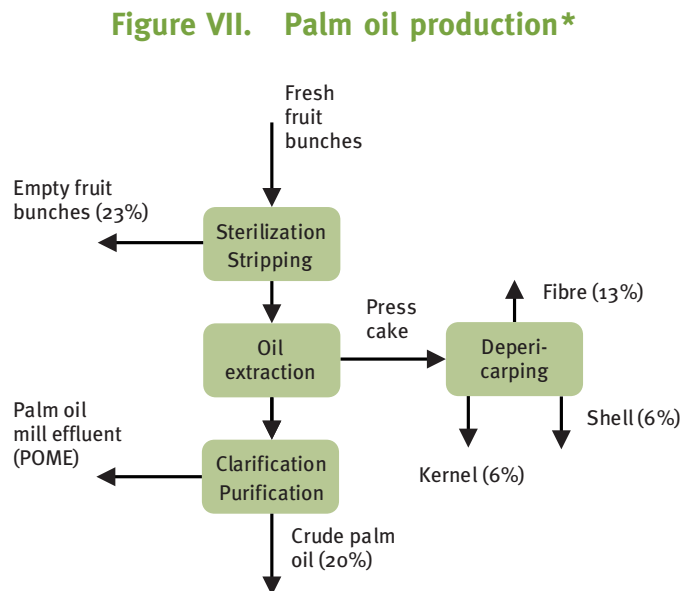 Figure VII. Palm oil production*
Fresh
fruit
bunches
Empty fruit
bunches (23%)
Sterilization
Stripping
Press
cake
Fibre (13%)
Oil
extraction
Deperi-
carping
Palm oil
mill effluent
(POME)
Shell (6%)
Kernel (6%)
Clarification
Purification
Crude palm
oil (20%)